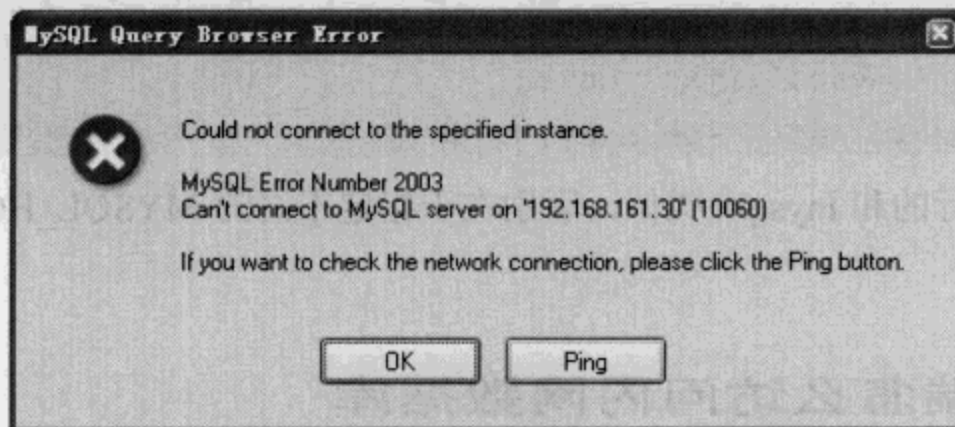 MySQL Query Browser Error
Could not connect to the specified instance.
MySQL Error Number 2003
Can't connect to MySQL server on '192.168.161.30' (10060)
If you want to check the network connection, please click the Ping button.
OK
Ping